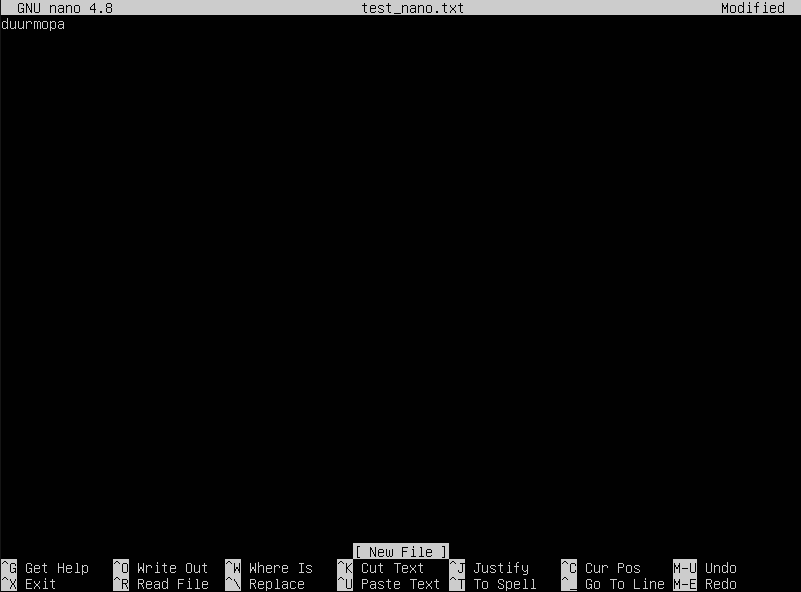 GNU nano 4.8 test_nano.txt Modified
duurmopa
[ New File ]
^G Get Help ^O Write Out ^W Where Is ^K Cut Text ^J Justify ^C Cur Pos M-U Undo
^X Exit ^R Read File ^\ Replace ^U Paste Text ^T To Spell ^_ Go To Line M-E Redo